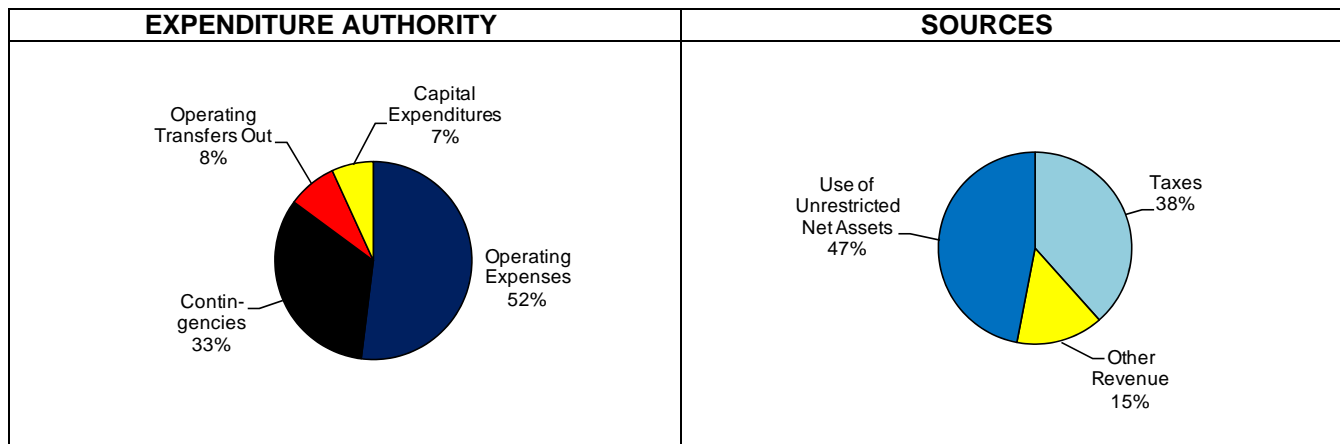 EXPENDITURE AUTHORITY
Operating
Transfers Out
8%
Capital
Expenditures
7%
Operating
Expenses
52%
Contin-
gencies
33%
SOURCES
Use of
Unrestricted
Net Assets
47%
Taxes
38%
Other
Revenue
15%